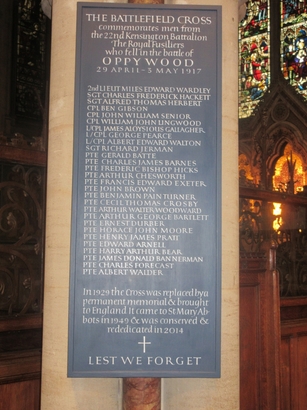 THE BATTLEFIELD CROSS
commemorates men from
the 22nd Kensington Battalion
The Royal Fusiliers
who fell in the battle of
OPPY WOOD
29 APRIL - 3 MAY 1917
2nd LIEUT MILES EDWARD WARDLEY
SGT CHARLES FREDERICK HACKETT
SGT ALFRED THOMAS HERBERT
CPL BEN GIBSON
CPL JOHN WILLIAM SENIOR
CPL WILLIAM JOHN UNGWOOD
L/CPL JAMES ALOYSIOUS GALLAGHER
L/CPL GEORGE PEARCE
L/CPL ALBERT EDWARD WALTON
SGT RICHARD JERMAN
PTE GERALD BATTE
PTE CHARLES JAMES BARNES
PTE FREDERIC BISHOP HICKS
PTE ARTHUR CHESWORTH
PTE FRANCIS EDWARD EXETER
PTE JOHN BROWN
PTE BENJAMIN PAIN TURNER
PTE CECIL THOMAS CROSBY
PTE ARTHUR WALTER WOODWARD
PTE ARTHUR GEORGE BARTLETT
PTE ERNEST DURBER
PTE HORACE JOHN MOORE
PTE HENRY JAMES PRATT
PTE EDWARD ARNELL
PTE HARRY ARTHUR BEAR
PTE JAMES DONALD BANNERMAN
PTE CHARLES FORECAST
PTE ALBERT WALDER
In 1929 the Cross was replaced by a
permanent memorial & brought
to England It came to St Mary Ab-
bots in 1949 & was conserved &
rededicated in 2014
LEST WE FORGET